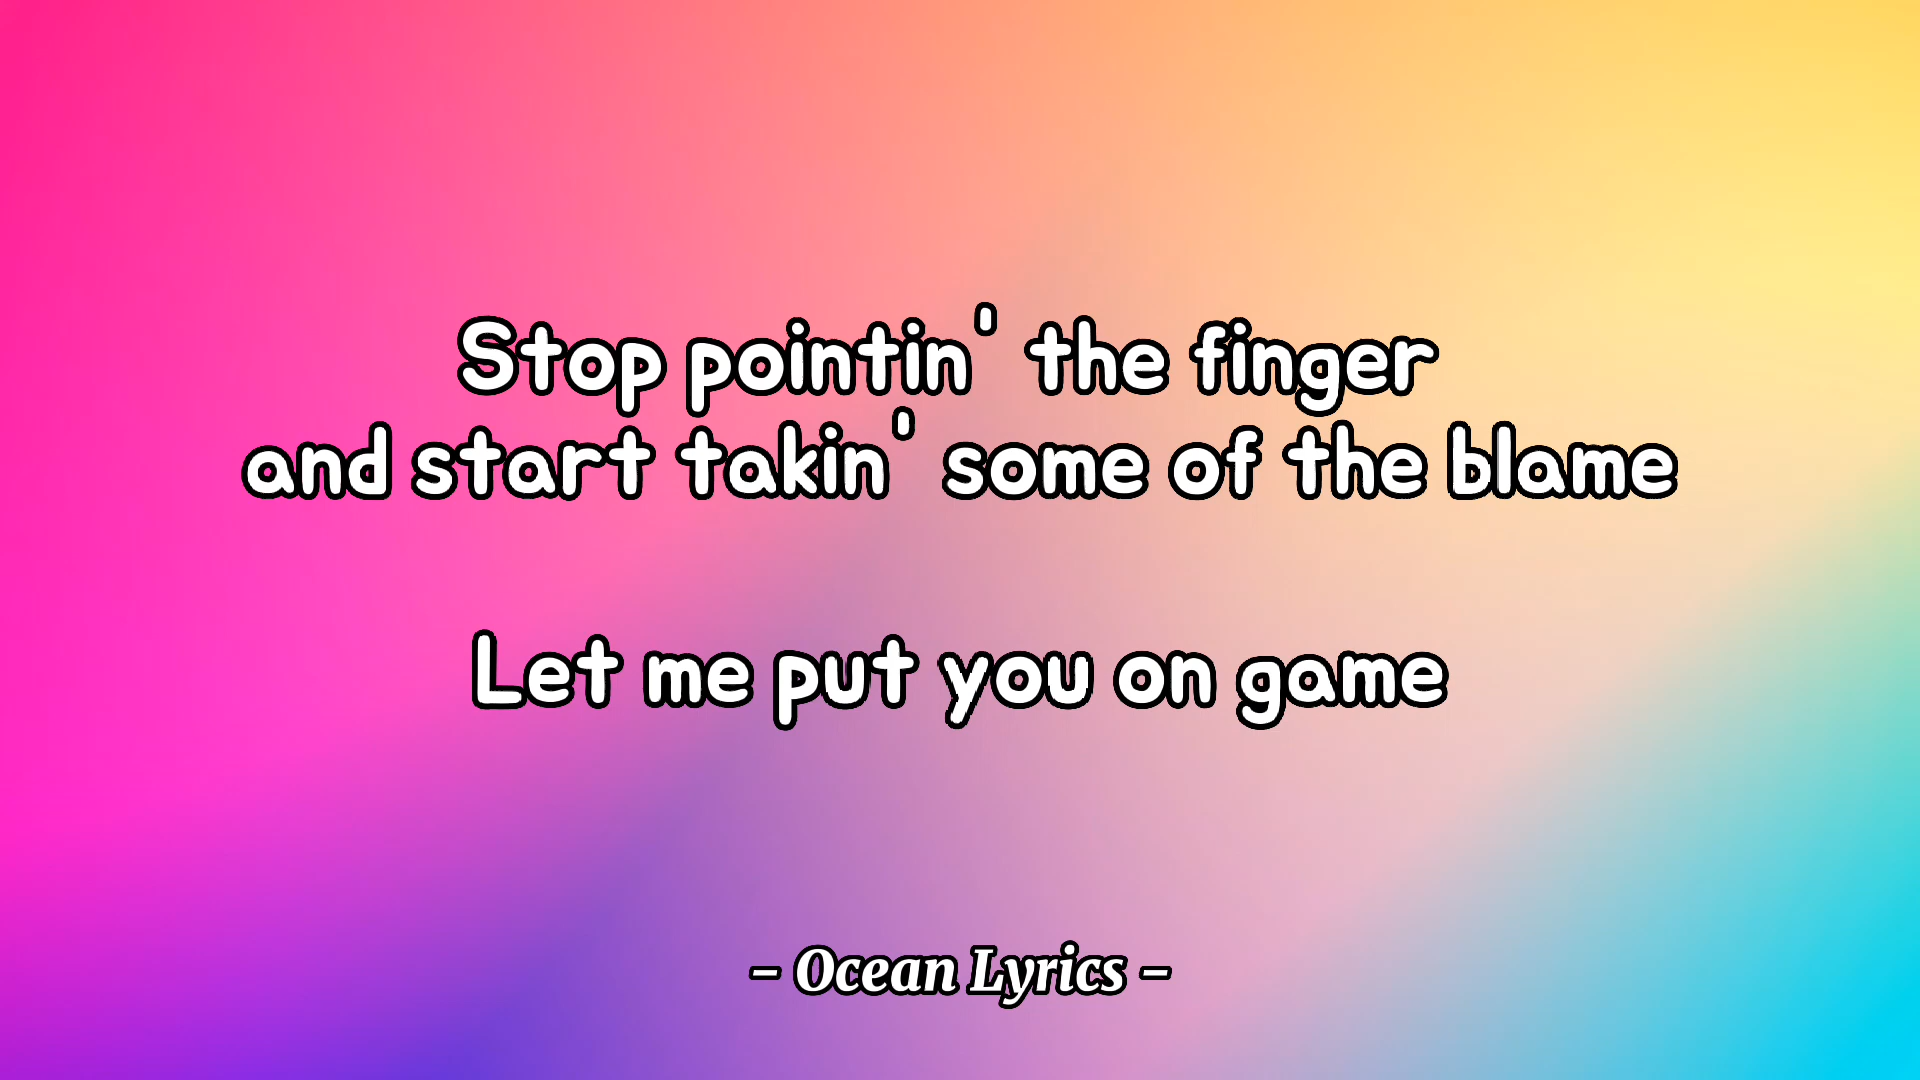 Stop pointin' the finger
and start takin' some of the blame
Let me put you on game
– Ocean Lyrics –